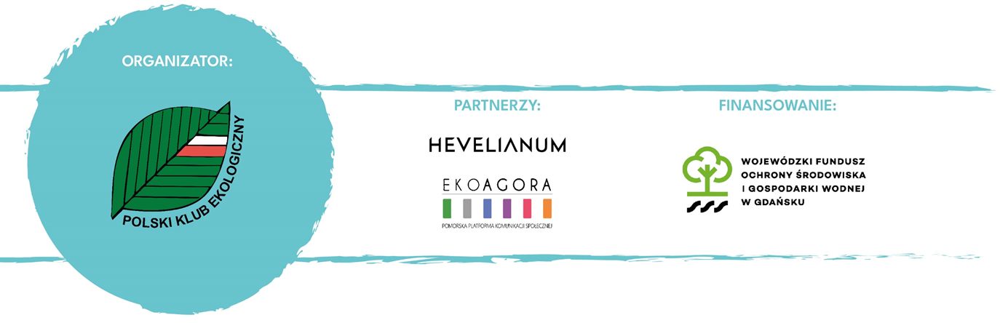 ORGANIZATOR:
POLSKI KLUB EKOLOGICZNY
PARTNERZY:
HEVELIANUM
EKOAGORA
POMORSKA PLATFORMA KOMUNIKACJI SPOŁECZNEJ
FINANSOWANIE:
WOJEWÓDZKI FUNDUSZ
OCHRONY ŚRODOWISKA
I GOSPODARKI WODNEJ
W GDAŃSKU